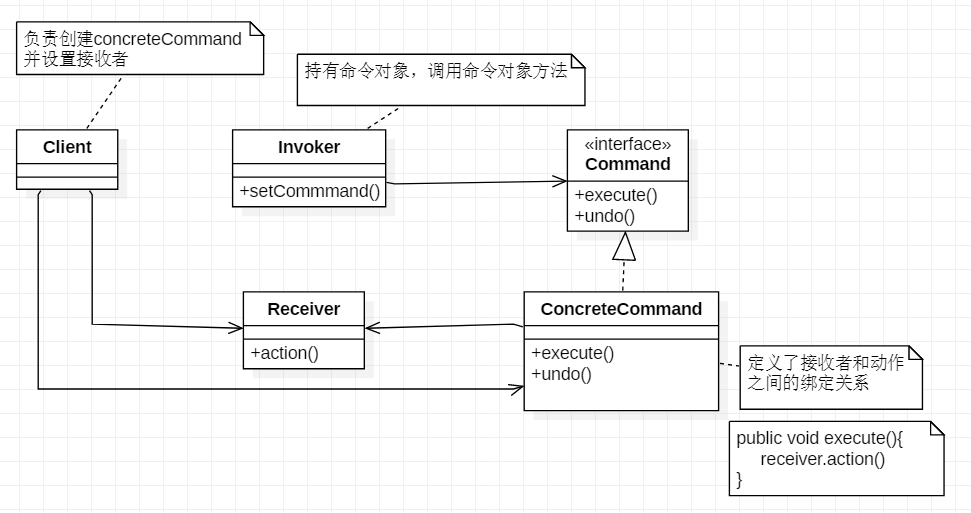 负责创建concreteCommand
并设置接收者
持有命令对象，调用命令对象方法
Client
Invoker
+setCommmand()
«interface»
Command
+execute()
+undo()
Receiver
+action()
ConcreteCommand
+execute()
+undo()
定义了接收者和动作
之间的绑定关系
public void execute(){
receiver.action()
}